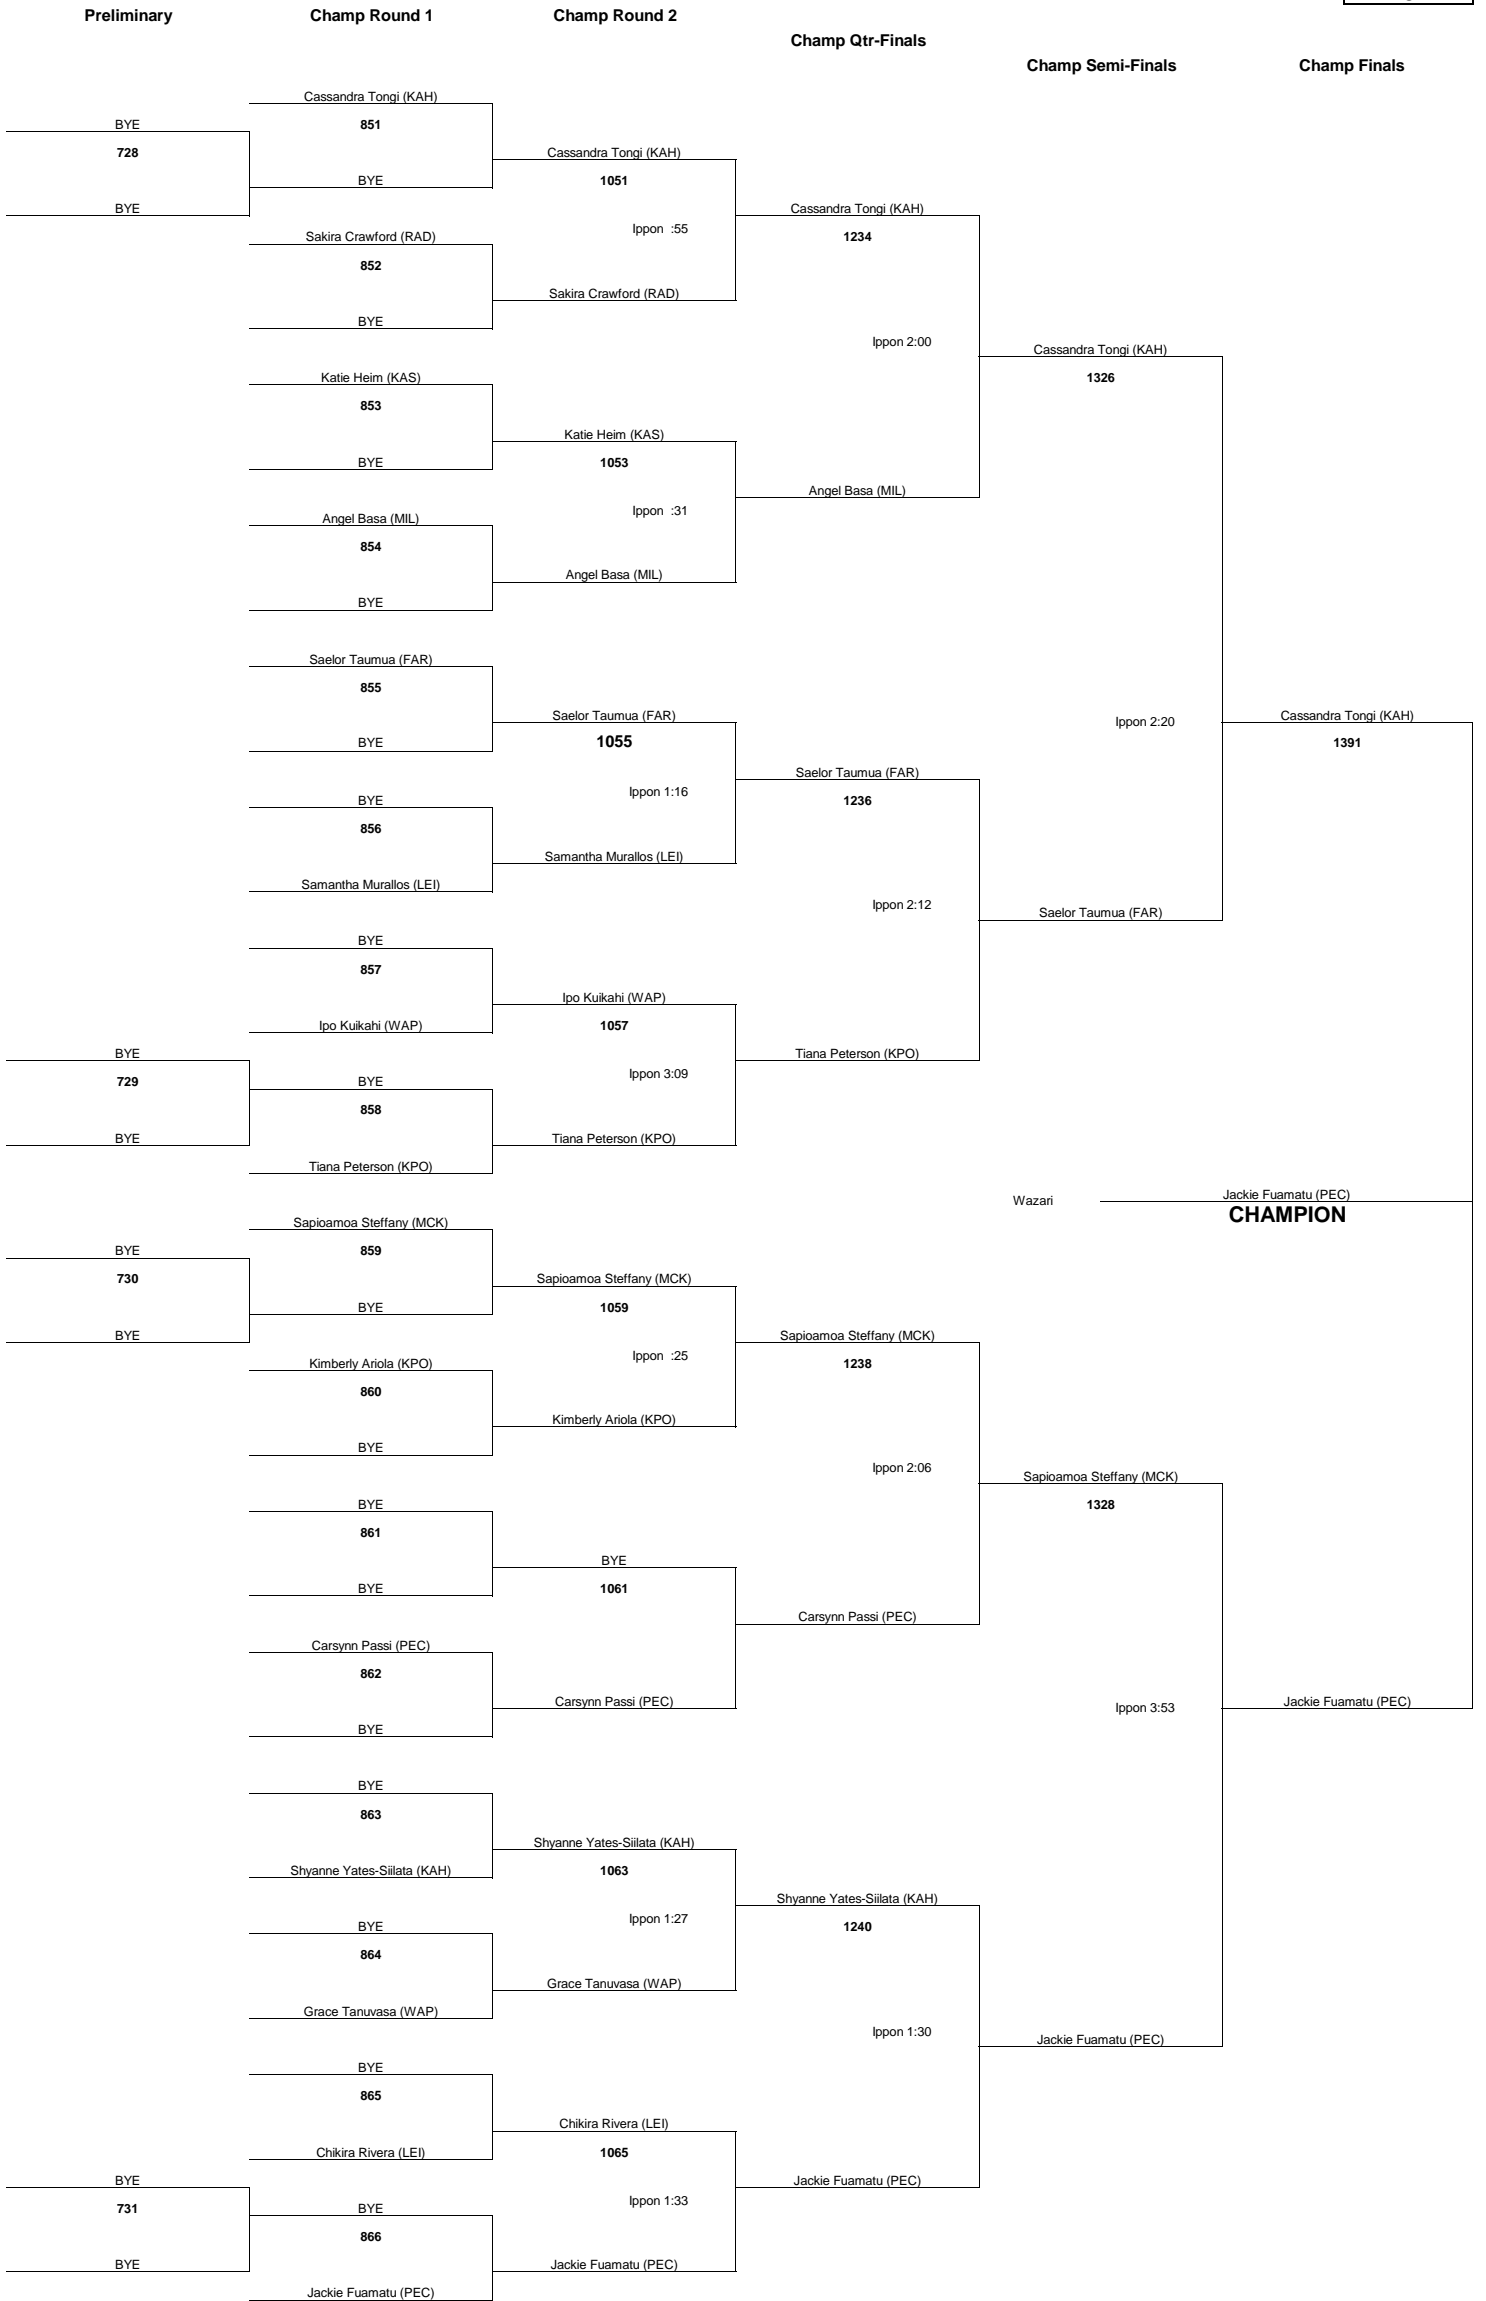 Preliminary
Champ Round 1
Champ Round 2
Champ Qtr-Finals
Champ Semi-Finals
Champ Finals
BYE
728
BYE
BYE
729
BYE
BYE
730
BYE
BYE
731
BYE
Cassandra Tongi (KAH)
851
BYE
Sakira Crawford (RAD)
852
BYE
Katie Heim (KAS)
853
BYE
Angel Basa (MIL)
854
BYE
Saelor Taumua (FAR)
855
BYE
BYE
856
Samantha Murallos (LEI)
BYE
857
Ipo Kuikahi (WAP)
BYE
858
Tiana Peterson (KPO)
Sapioamoa Steffany (MCK)
859
BYE
Kimberly Ariola (KPO)
860
BYE
BYE
861
BYE
Carsynn Passi (PEC)
862
BYE
BYE
863
Shyanne Yates-Siilata (KAH)
BYE
864
Grace Tanuvasa (WAP)
BYE
865
Chikira Rivera (LEI)
BYE
866
Jackie Fuamatu (PEC)
Cassandra Tongi (KAH)
1051
Ippon :55
Sakira Crawford (RAD)
Katie Heim (KAS)
1053
Ippon :31
Angel Basa (MIL)
Saelor Taumua (FAR)
1055
Ippon 1:16
Samantha Murallos (LEI)
Ipo Kuikahi (WAP)
1057
Ippon 3:09
Tiana Peterson (KPO)
Sapioamoa Steffany (MCK)
1059
Ippon :25
Kimberly Ariola (KPO)
BYE
1061
Carsynn Passi (PEC)
Shyanne Yates-Siilata (KAH)
1063
Ippon 1:27
Grace Tanuvasa (WAP)
Chikira Rivera (LEI)
1065
Ippon 1:33
Jackie Fuamatu (PEC)
Cassandra Tongi (KAH)
1234
Ippon 2:00
Angel Basa (MIL)
Saelor Taumua (FAR)
1236
Ippon 2:12
Tiana Peterson (KPO)
Sapioamoa Steffany (MCK)
1238
Ippon 2:06
Carsynn Passi (PEC)
Shyanne Yates-Siilata (KAH)
1240
Ippon 1:30
Jackie Fuamatu (PEC)
Cassandra Tongi (KAH)
1326
Ippon 2:20
Saelor Taumua (FAR)
Sapioamoa Steffany (MCK)
1328
Ippon 3:53
Jackie Fuamatu (PEC)
Cassandra Tongi (KAH)
1391
Wazari
Jackie Fuamatu (PEC)
CHAMPION
Jackie Fuamatu (PEC)